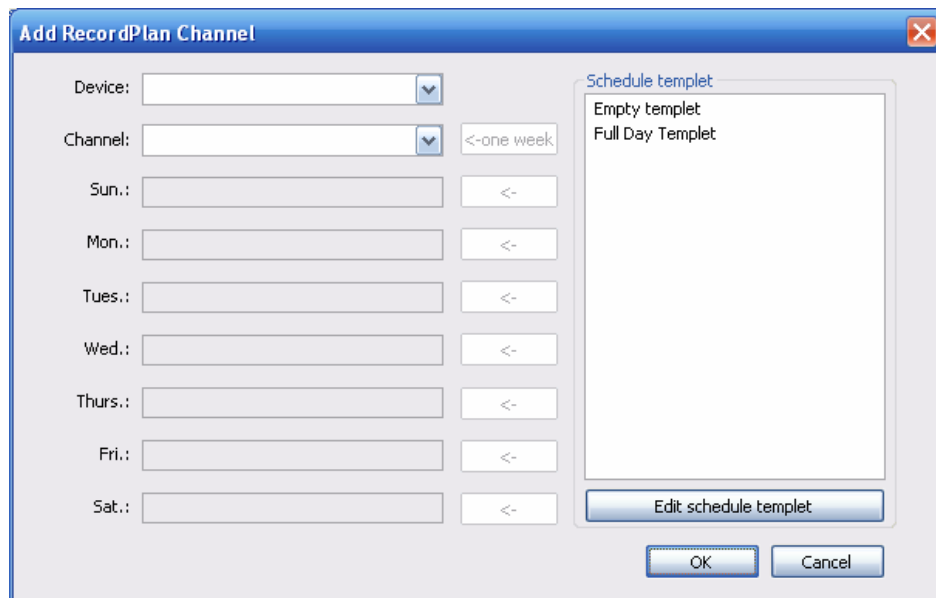 Add RecordPlan Channel
Device:
Channel:
<-one week
Sun.:
<-
Mon.:
<-
Tues.:
<-
Wed.:
<-
Thurs.:
<-
Fri.:
<-
Sat.:
<-
Schedule templet
Empty templet
Full Day Templet
Edit schedule templet
OK
Cancel